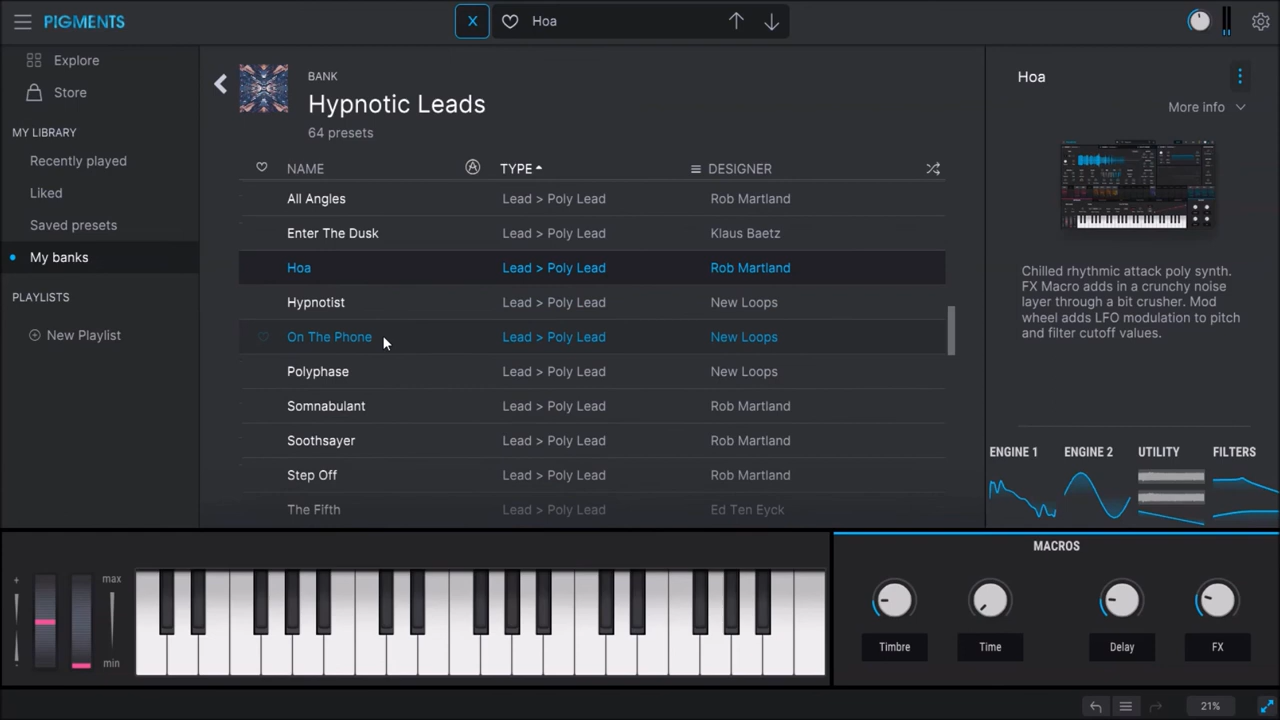 PIGMENTS
X
Hoa
Explore
Store
MY LIBRARY
Recently played
Liked
Saved presets
My banks
PLAYLISTS
New Playlist
BANK
Hypnotic Leads
64 presets
NAME TYPE DESIGNER
All Angles Lead > Poly Lead Rob Martland
Enter The Dusk Lead > Poly Lead Klaus Baetz
Hoa Lead > Poly Lead Rob Martland
Hypnotist Lead > Poly Lead New Loops
On The Phone Lead > Poly Lead New Loops
Polyphase Lead > Poly Lead New Loops
Somnabulant Lead > Poly Lead Rob Martland
Soothsayer Lead > Poly Lead Rob Martland
Step Off Lead > Poly Lead Rob Martland
The Fifth Lead > Poly Lead Ed Ten Eyck
Hoa
More info
Chilled rhythmic attack poly synth.
FX Macro adds in a crunchy noise
layer through a bit crusher. Mod
wheel adds LFO modulation to pitch
and filter cutoff values.
ENGINE 1 ENGINE 2 UTILITY FILTERS
+
-
max
min
MACROS
Timbre Time Delay FX
21%